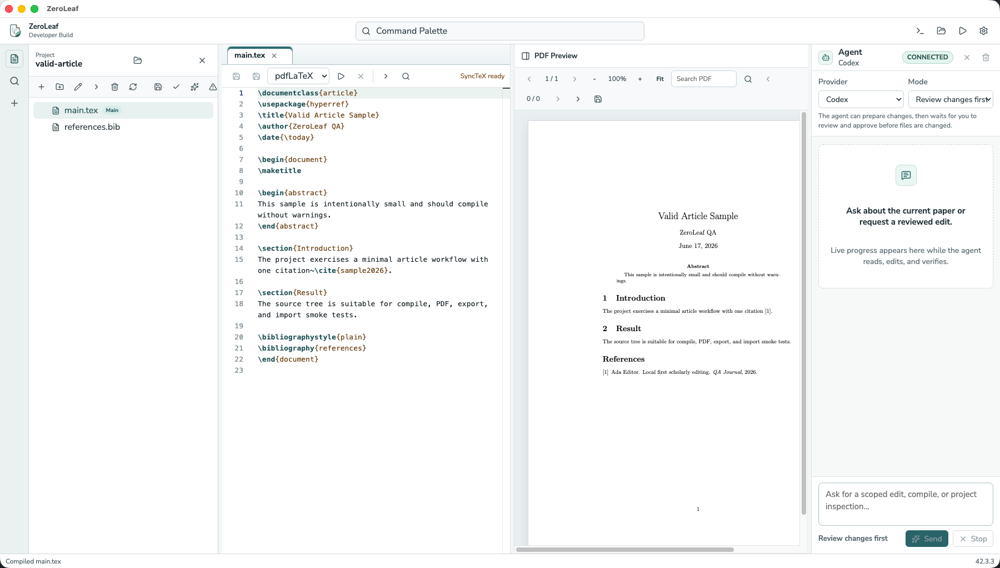 ZeroLeaf
ZeroLeaf
Developer Build
Command Palette
Project
valid-article
main.tex Main
references.bib
main.tex
pdfLaTeX
SyncTeX ready
1 \documentclass{article}
2 \usepackage{hyperref}
3 \title{Valid Article Sample}
4 \author{ZeroLeaf QA}
5 \date{\today}
6
7 \begin{document}
8 \maketitle
9
10 \begin{abstract}
11 This sample is intentionally small and should compile
without warnings.
12 \end{abstract}
13
14 \section{Introduction}
15 The project exercises a minimal article workflow with
one citation~\cite{sample2026}.
16
17 \section{Result}
18 The source tree is suitable for compile, PDF, export,
and import smoke tests.
19
20 \bibliographystyle{plain}
21 \bibliography{references}
22 \end{document}
23
PDF Preview
1 / 1 - 100% + Fit Search PDF
0 / 0
Valid Article Sample
ZeroLeaf QA
June 17, 2026
Abstract
This sample is intentionally small and should compile without warn-
ings.
1 Introduction
The project exercises a minimal article workflow with one citation [1].
2 Result
The source tree is suitable for compile, PDF, export, and import smoke tests.
References
[1] Ada Editor. Local first scholarly editing. QA Journal, 2026.
1
Agent
Codex
CONNECTED
Provider Mode
Codex Review changes first
The agent can prepare changes, then waits for you to
review and approve before files are changed.
Ask about the current paper or
request a reviewed edit.
Live progress appears here while the agent
reads, edits, and verifies.
Ask for a scoped edit, compile, or project
inspection...
Review changes first Send Stop
Compiled main.tex
42.3.3